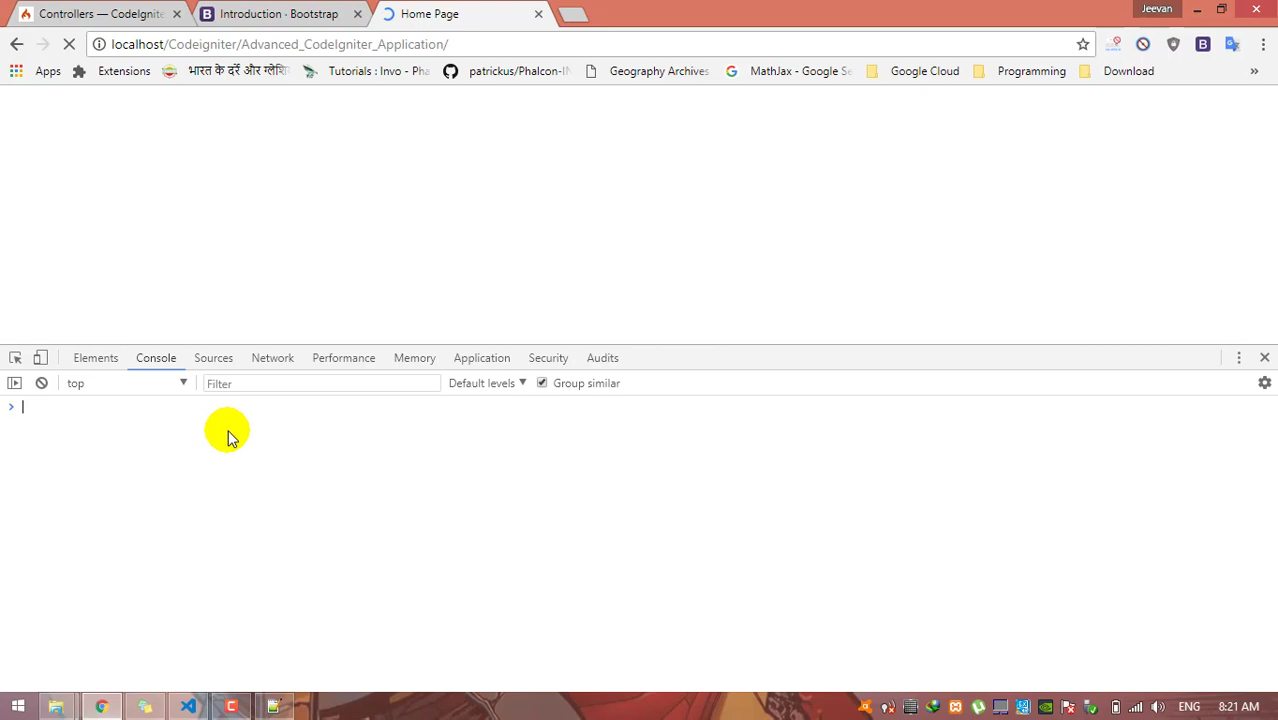 Controllers — CodeIgnite
Introduction · Bootstrap
Home Page
Jeevan
localhost/Codeigniter/Advanced_CodeIgniter_Application/
Apps
Extensions
भारत के दर्रे और ग्लेशि
Tutorials : Invo - Pha
patrickus/Phalcon-IN
Geography Archives
MathJax - Google Se
Google Cloud
Programming
Download
»
Elements
Console
Sources
Network
Performance
Memory
Application
Security
Audits
top
Filter
Default levels
Group similar
ENG
8:21 AM